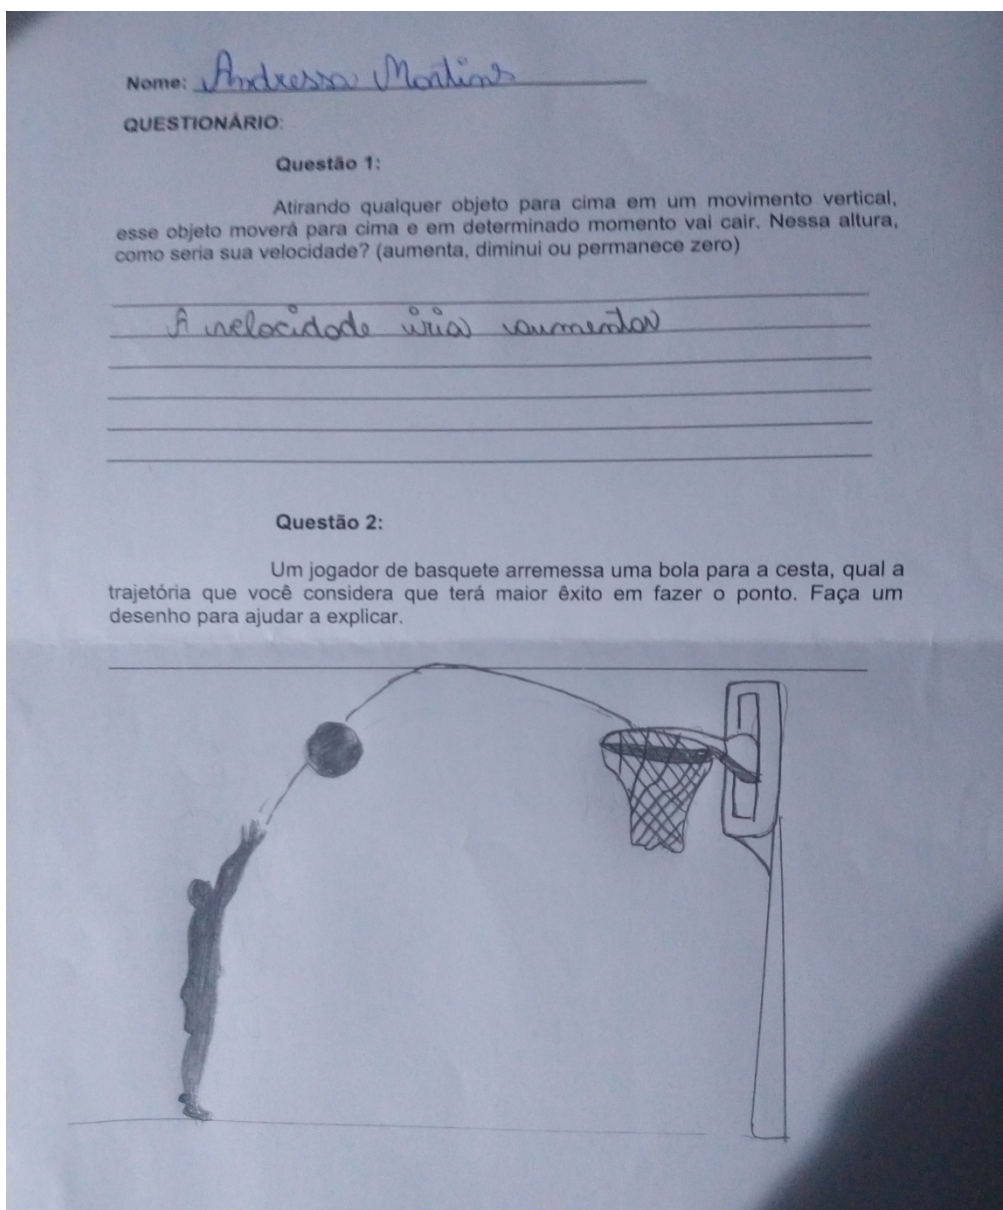 Nome: Andressa Martins
QUESTIONÁRIO:
Questão 1:
Atirando qualquer objeto para cima em um movimento vertical,
esse objeto moverá para cima e em determinado momento vai cair. Nessa altura,
como seria sua velocidade? (aumenta, diminui ou permanece zero)
A velocidade iria aumentar
Questão 2:
Um jogador de basquete arremessa uma bola para a cesta, qual a
trajetória que você considera que terá maior êxito em fazer o ponto. Faça um
desenho para ajudar a explicar.